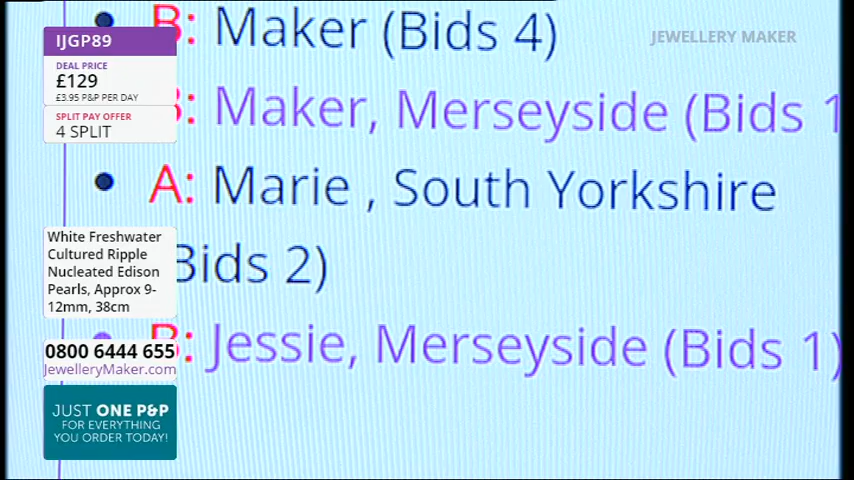 B: Maker (Bids 4)
JEWELLERY MAKER
IJGP89
DEAL PRICE
£129
£3.95 P&P PER DAY
SPLIT PAY OFFER
4 SPLIT
B: Maker, Merseyside (Bids 1
A: Marie , South Yorkshire
Bids 2)
White Freshwater
Cultured Ripple
Nucleated Edison
Pearls, Approx 9-
12mm, 38cm
B: Jessie, Merseyside (Bids 1)
0800 6444 655
JewelleryMaker.com
JUST ONE P&P
FOR EVERYTHING
YOU ORDER TODAY!